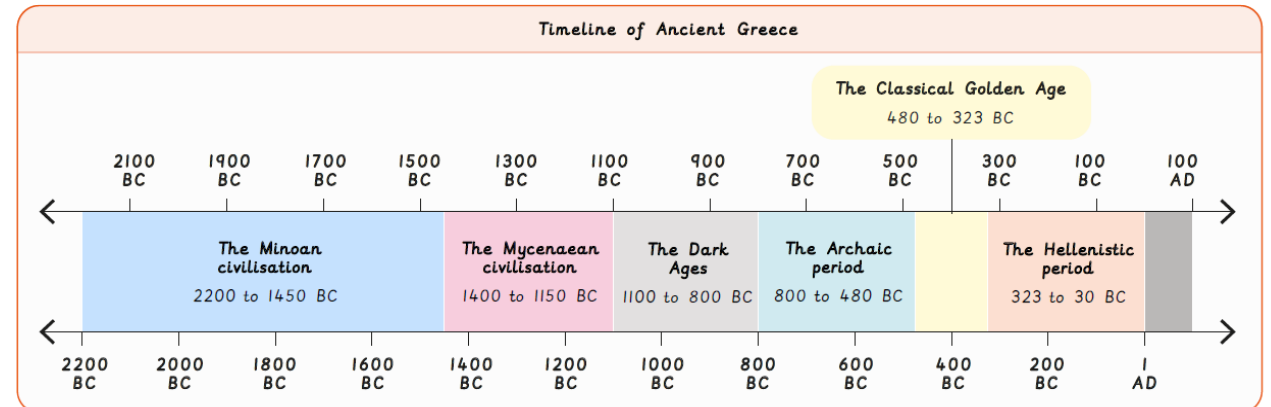 Timeline of Ancient Greece
The Classical Golden Age
480 to 323 BC
2100
BC
1900
BC
1700
BC
1500
BC
1300
BC
1100
BC
900
BC
700
BC
500
BC
300
BC
100
BC
100
AD
The Minoan
civilisation
2200 to 1450 BC
The Mycenaean
civilisation
1400 to 1150 BC
The Dark
Ages
1100 to 800 BC
The Archaic
period
800 to 480 BC
The Hellenistic
period
323 to 30 BC
2200
BC
2000
BC
1800
BC
1600
BC
1400
BC
1200
BC
1000
BC
800
BC
600
BC
400
BC
200
BC
1
AD